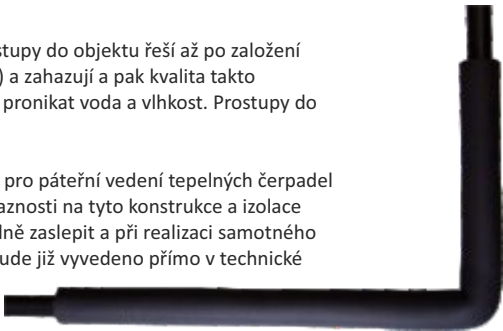 stupy do objektu řeší až po založení
) a zahazují a pak kvalita takto
pronikat voda a vlhkost. Prostupy do
pro páteřní vedení tepelných čerpadel
aznosti na tyto konstrukce a izolace
dně zaslepit a při realizaci samotného
ude již vyvedeno přímo v technické